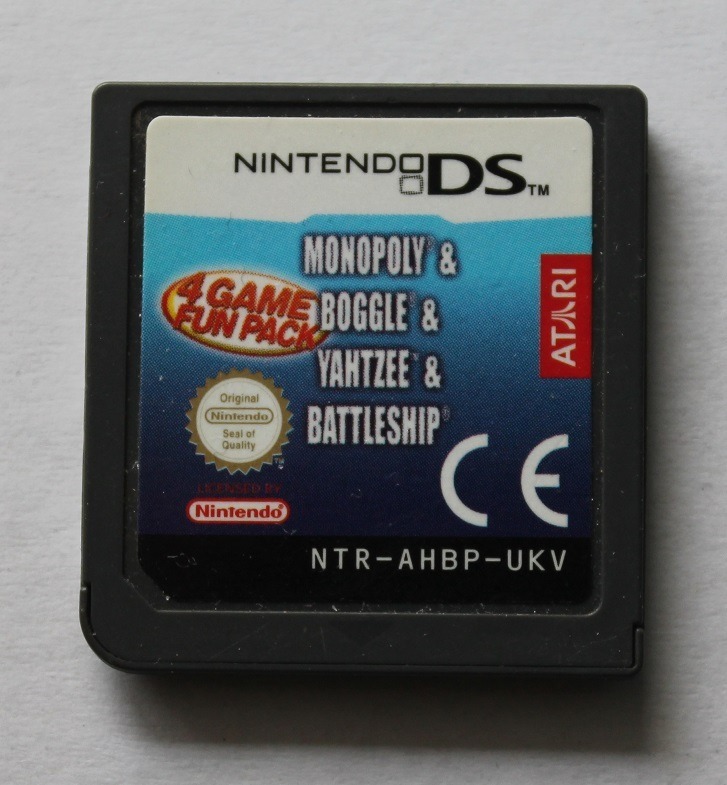 NINTENDO DS™
MONOPOLY® &
BOGGLE® &
YAHTZEE® &
BATTLESHIP®
4 GAME
FUN PACK
ATARI
Original
Nintendo
Seal of
Quality
TM
LICENSED BY
Nintendo®
CE
NTR-AHBP-UKV